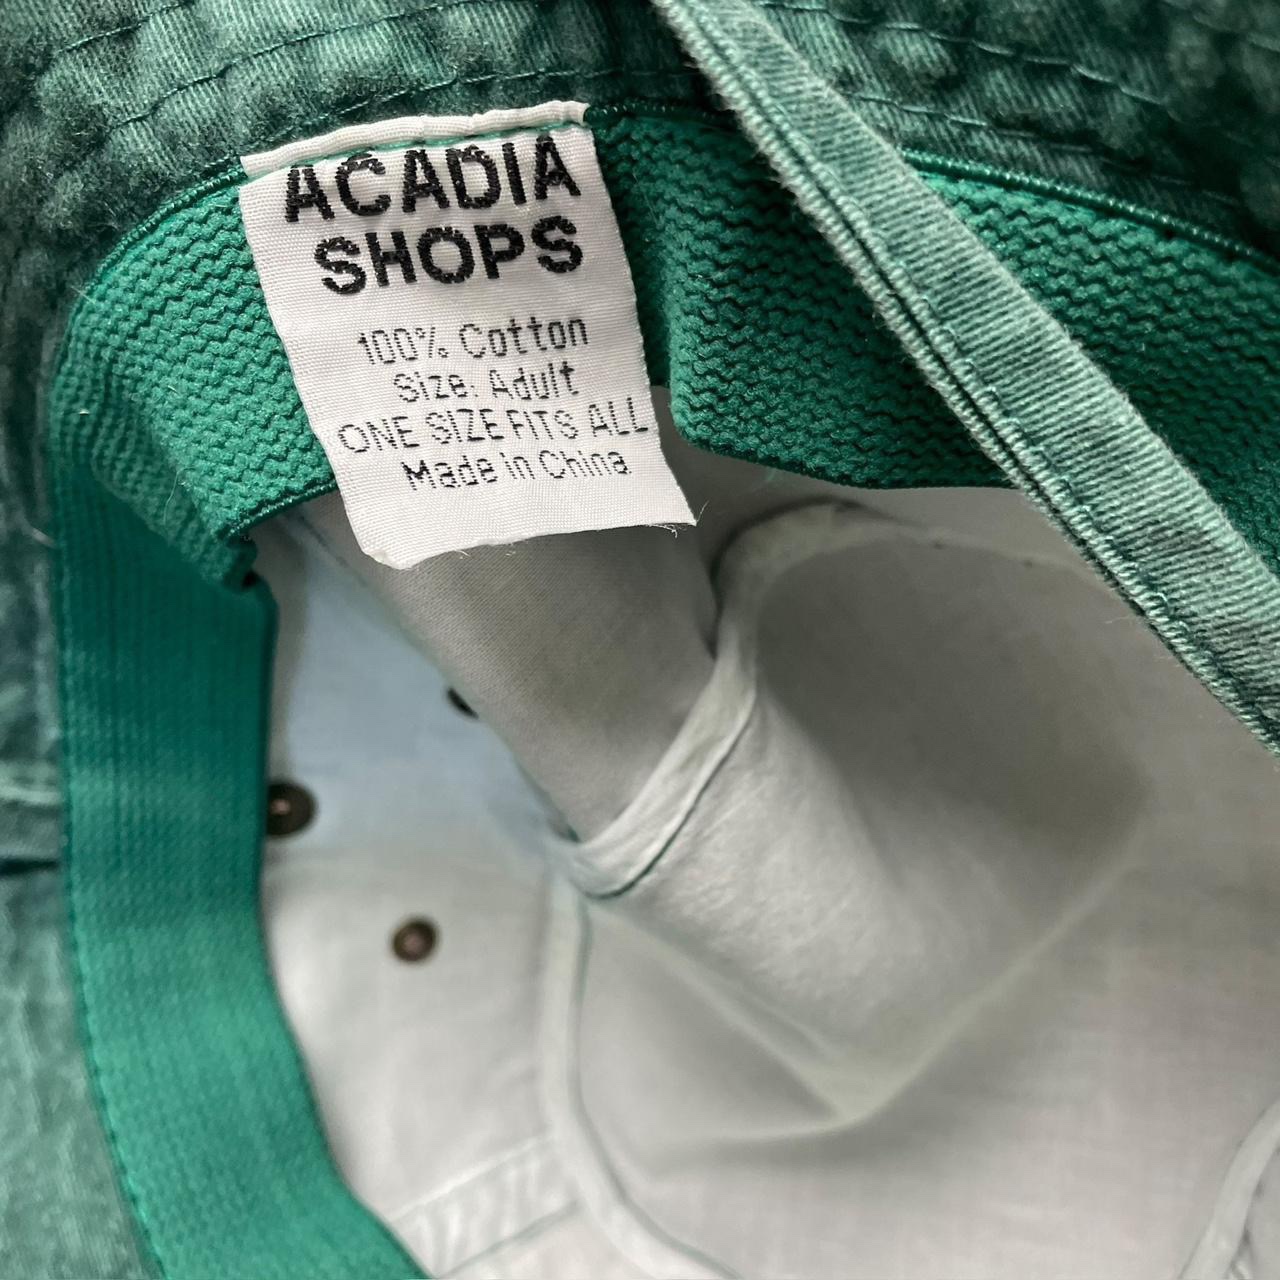 ACADIA
SHOPS
100% Cotton
Size: Adult
ONE SIZE FITS ALL
Made in China